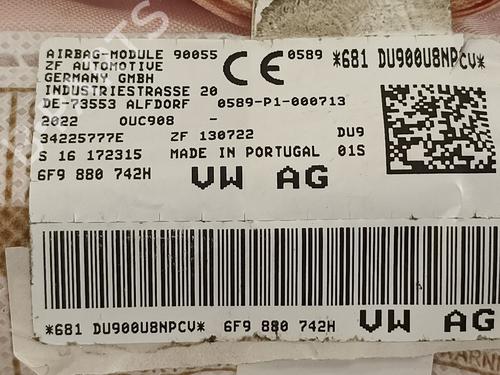 AIRBAG-MODULE 90055 CE 0589 *681 DU900U8NPCV*
ZF AUTOMOTIVE
GERMANY GMBH
INDUSTRIESTRASSE 20
DE-73553 ALFDORF 0589-P1-000713
2022 OUC908 -
34225777E ZF 130722 DU9
S 16 172315 MADE IN PORTUGAL 01S
6F9 880 742H VW AG
*681 DU900U8NPCV* 6F9 880 742H VW AG